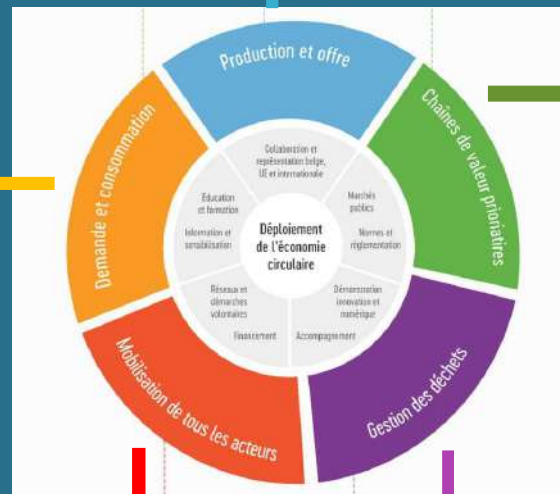 Production et offre
Chaînes de valeur prioriatires
Gestion des déchets
Mobilisation de tous les acteurs
Demande et consommation
Collaboration et
représentation belge,
UE et internationale
Marchés
publics
Normes et
réglementation
Démonstration
innovation et
numérique
Accompagnement
Financement
Réseaux et
démarches
volontaires
Information et
sensibilisation
Education
et formation
Déploiement
de l'économie
circulaire